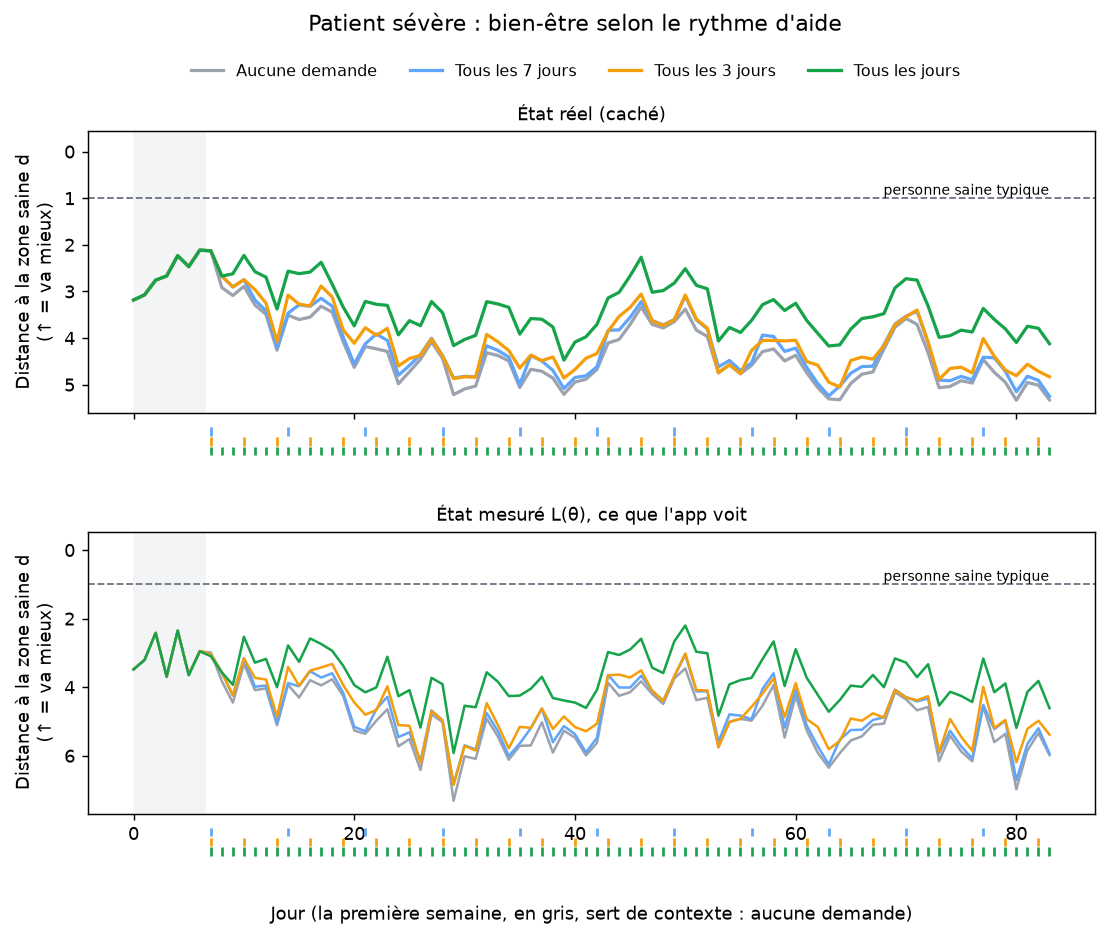 Patient sévère : bien-être selon le rythme d'aide
Aucune demande
Tous les 7 jours
Tous les 3 jours
Tous les jours
État réel (caché)
Distance à la zone saine d
(↑ = va mieux)
0
1
2
3
4
5
personne saine typique
État mesuré L(θ), ce que l'app voit
Distance à la zone saine d
(↑ = va mieux)
0
2
4
6
personne saine typique
0
20
40
60
80
Jour (la première semaine, en gris, sert de contexte : aucune demande)